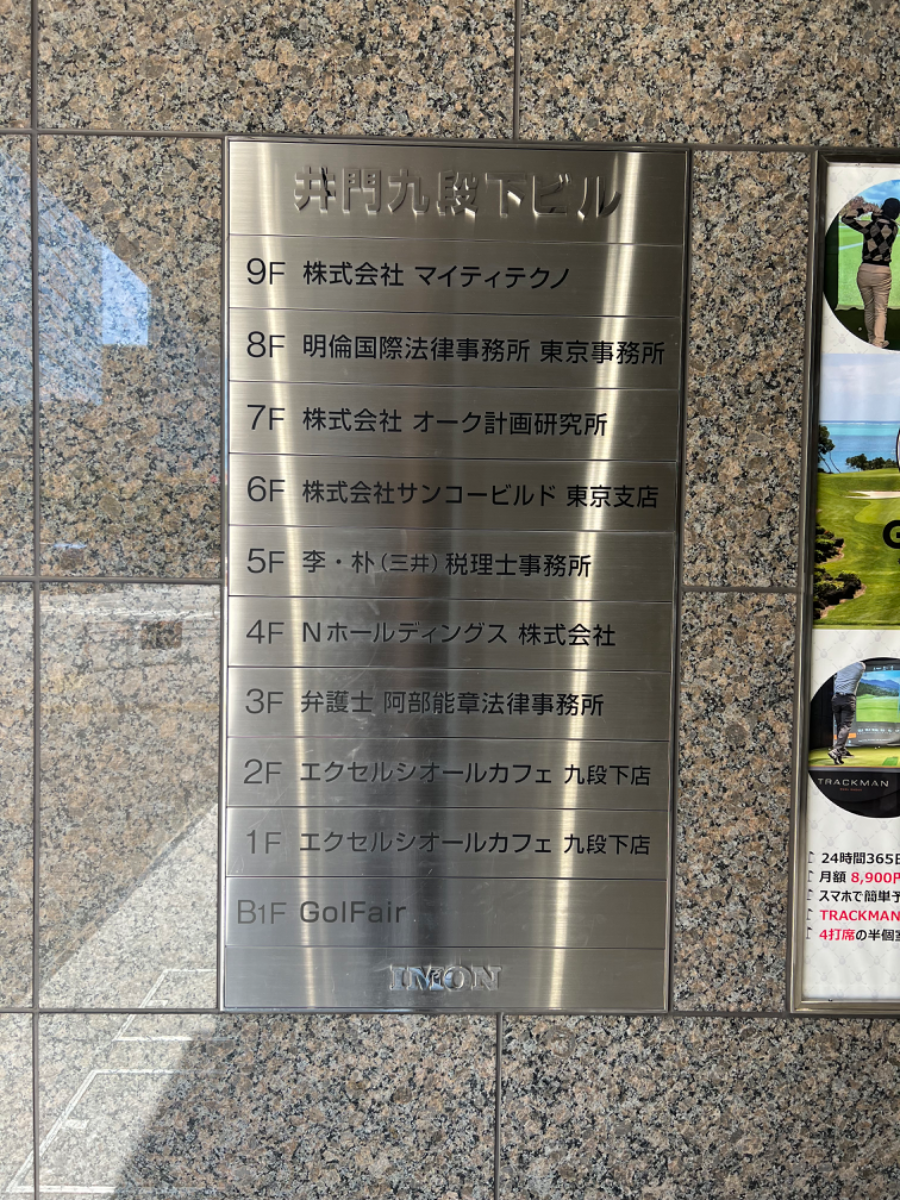 井門九段下ビル
9F 株式会社 マイティテクノ
8F 明倫国際法律事務所 東京事務所
7F 株式会社 オーク計画研究所
6F 株式会社サンコービルド 東京支店
5F 李・朴(三井)税理士事務所
4F Nホールディングス 株式会社
3F 弁護士 阿部能章法律事務所
2F エクセルシオールカフェ 九段下店
1F エクセルシオールカフェ 九段下店
B1F GolFair
IMON
G
TRACKMAN
24時間365日
月額 8,900円
スマホで簡単予
TRACKMAN
4打席の半個室